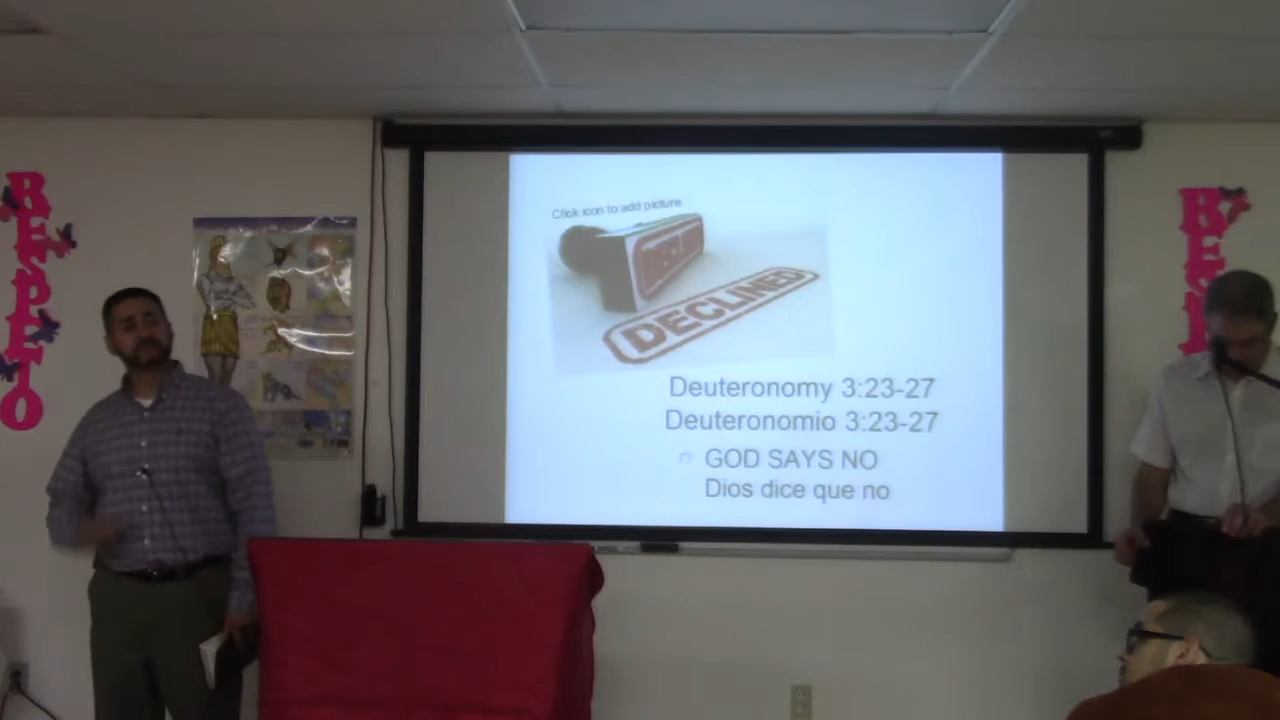 RESPETO
Click icon to add picture
DECLINED
Deuteronomy 3:23-27
Deuteronomio 3:23-27
GOD SAYS NO
Dios dice que no